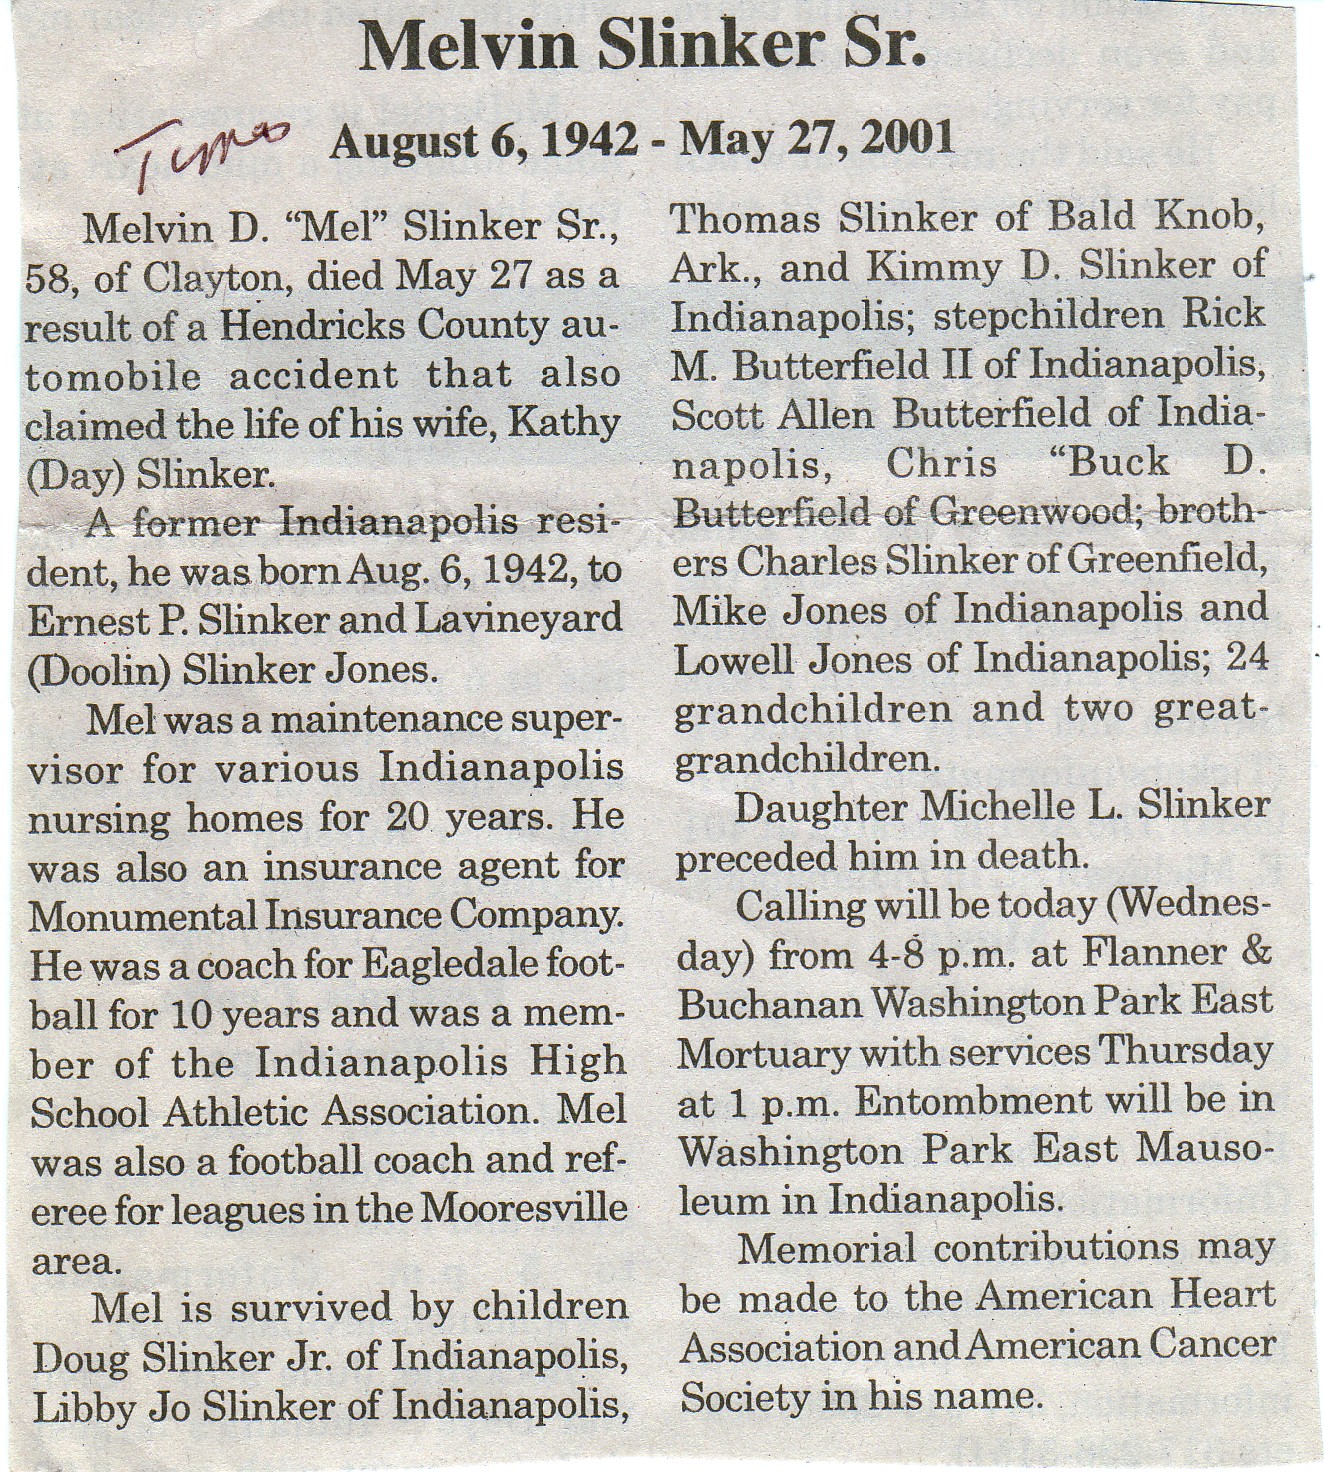 Melvin Slinker Sr.
August 6, 1942 - May 27, 2001
Melvin D. “Mel” Slinker Sr.,
58, of Clayton, died May 27 as a
result of a Hendricks County au-
tomobile accident that also
claimed the life of his wife, Kathy
(Day) Slinker.
A former Indianapolis resi-
dent, he was born Aug. 6, 1942, to
Ernest P. Slinker and Lavineyard
(Doolin) Slinker Jones.
Mel was a maintenance super-
visor for various Indianapolis
nursing homes for 20 years. He
was also an insurance agent for
Monumental Insurance Company.
He was a coach for Eagledale foot-
ball for 10 years and was a mem-
ber of the Indianapolis High
School Athletic Association. Mel
was also a football coach and ref-
eree for leagues in the Mooresville
area.
Mel is survived by children
Doug Slinker Jr. of Indianapolis,
Libby Jo Slinker of Indianapolis,
Thomas Slinker of Bald Knob,
Ark., and Kimmy D. Slinker of
Indianapolis; stepchildren Rick
M. Butterfield II of Indianapolis,
Scott Allen Butterfield of India-
napolis, Chris “Buck D.
Butterfield of Greenwood; broth-
ers Charles Slinker of Greenfield,
Mike Jones of Indianapolis and
Lowell Jones of Indianapolis; 24
grandchildren and two great-
grandchildren.
Daughter Michelle L. Slinker
preceded him in death.
Calling will be today (Wednes-
day) from 4-8 p.m. at Flanner &
Buchanan Washington Park East
Mortuary with services Thursday
at 1 p.m. Entombment will be in
Washington Park East Mauso-
leum in Indianapolis.
Memorial contributions may
be made to the American Heart
Association and American Cancer
Society in his name.